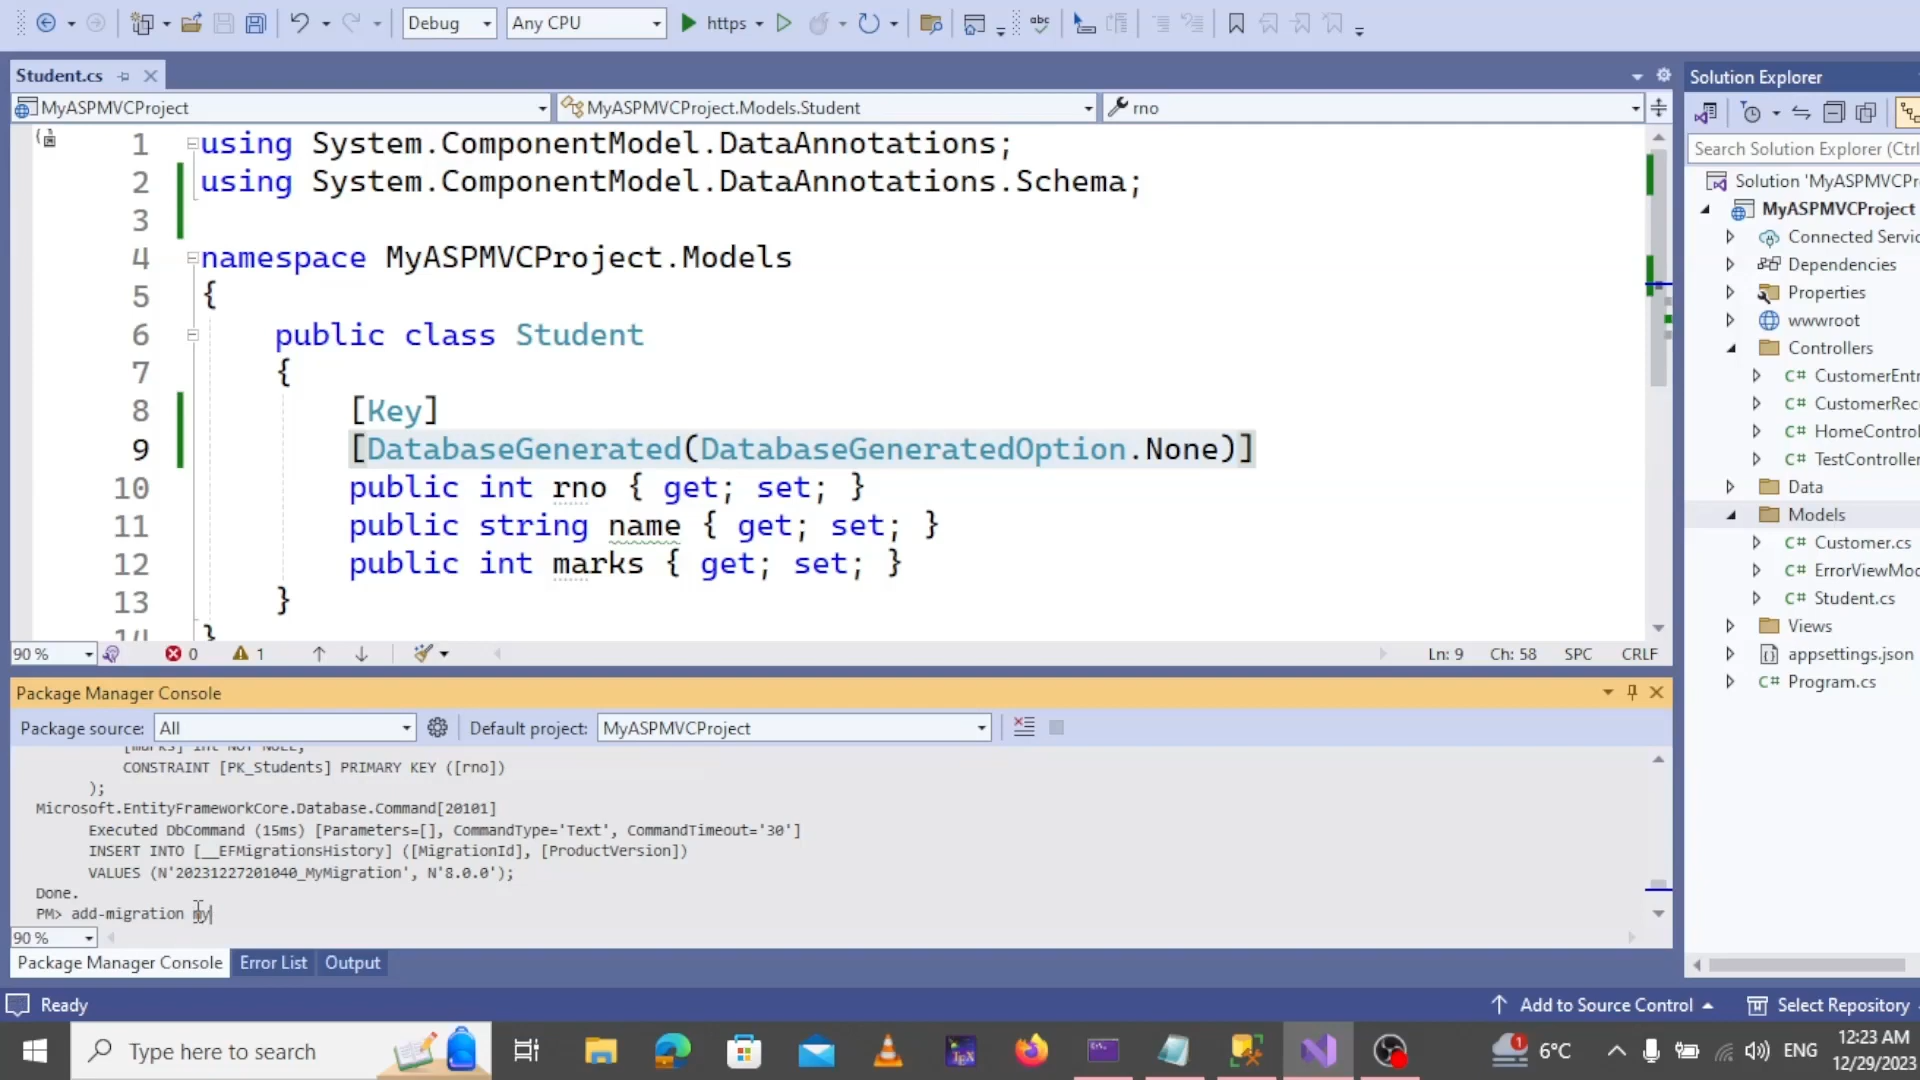 Debug
Any CPU
https
Student.cs
MyASPMVCProject
MyASPMVCProject.Models.Student
rno
1 using System.ComponentModel.DataAnnotations;
2 using System.ComponentModel.DataAnnotations.Schema;
3
4 namespace MyASPMVCProject.Models
5 {
6 public class Student
7 {
8 [Key]
9 [DatabaseGenerated(DatabaseGeneratedOption.None)]
10 public int rno { get; set; }
11 public string name { get; set; }
12 public int marks { get; set; }
13 }
14 }
90 %
0
1
Ln: 9 Ch: 58 SPC CRLF
Solution Explorer
Search Solution Explorer (Ctrl
Solution 'MyASPMVCPr
MyASPMVCProject
Connected Servic
Dependencies
Properties
wwwroot
Controllers
C# CustomerEntr
C# CustomerRec
C# HomeControl
C# TestController
Data
Models
C# Customer.cs
C# ErrorViewMod
C# Student.cs
Views
appsettings.json
C# Program.cs
Package Manager Console
Package source: All
Default project: MyASPMVCProject
[marks] int NOT NULL,
CONSTRAINT [PK_Students] PRIMARY KEY ([rno])
);
Microsoft.EntityFrameworkCore.Database.Command[20101]
Executed DbCommand (15ms) [Parameters=[], CommandType='Text', CommandTimeout='30']
INSERT INTO [__EFMigrationsHistory] ([MigrationId], [ProductVersion])
VALUES (N'20231227201040_MyMigration', N'8.0.0');
Done.
PM> add-migration my
90 %
Package Manager Console Error List Output
Ready
Add to Source Control
Select Repository
Type here to search
1
6°C
ENG
12:23 AM
12/29/2023